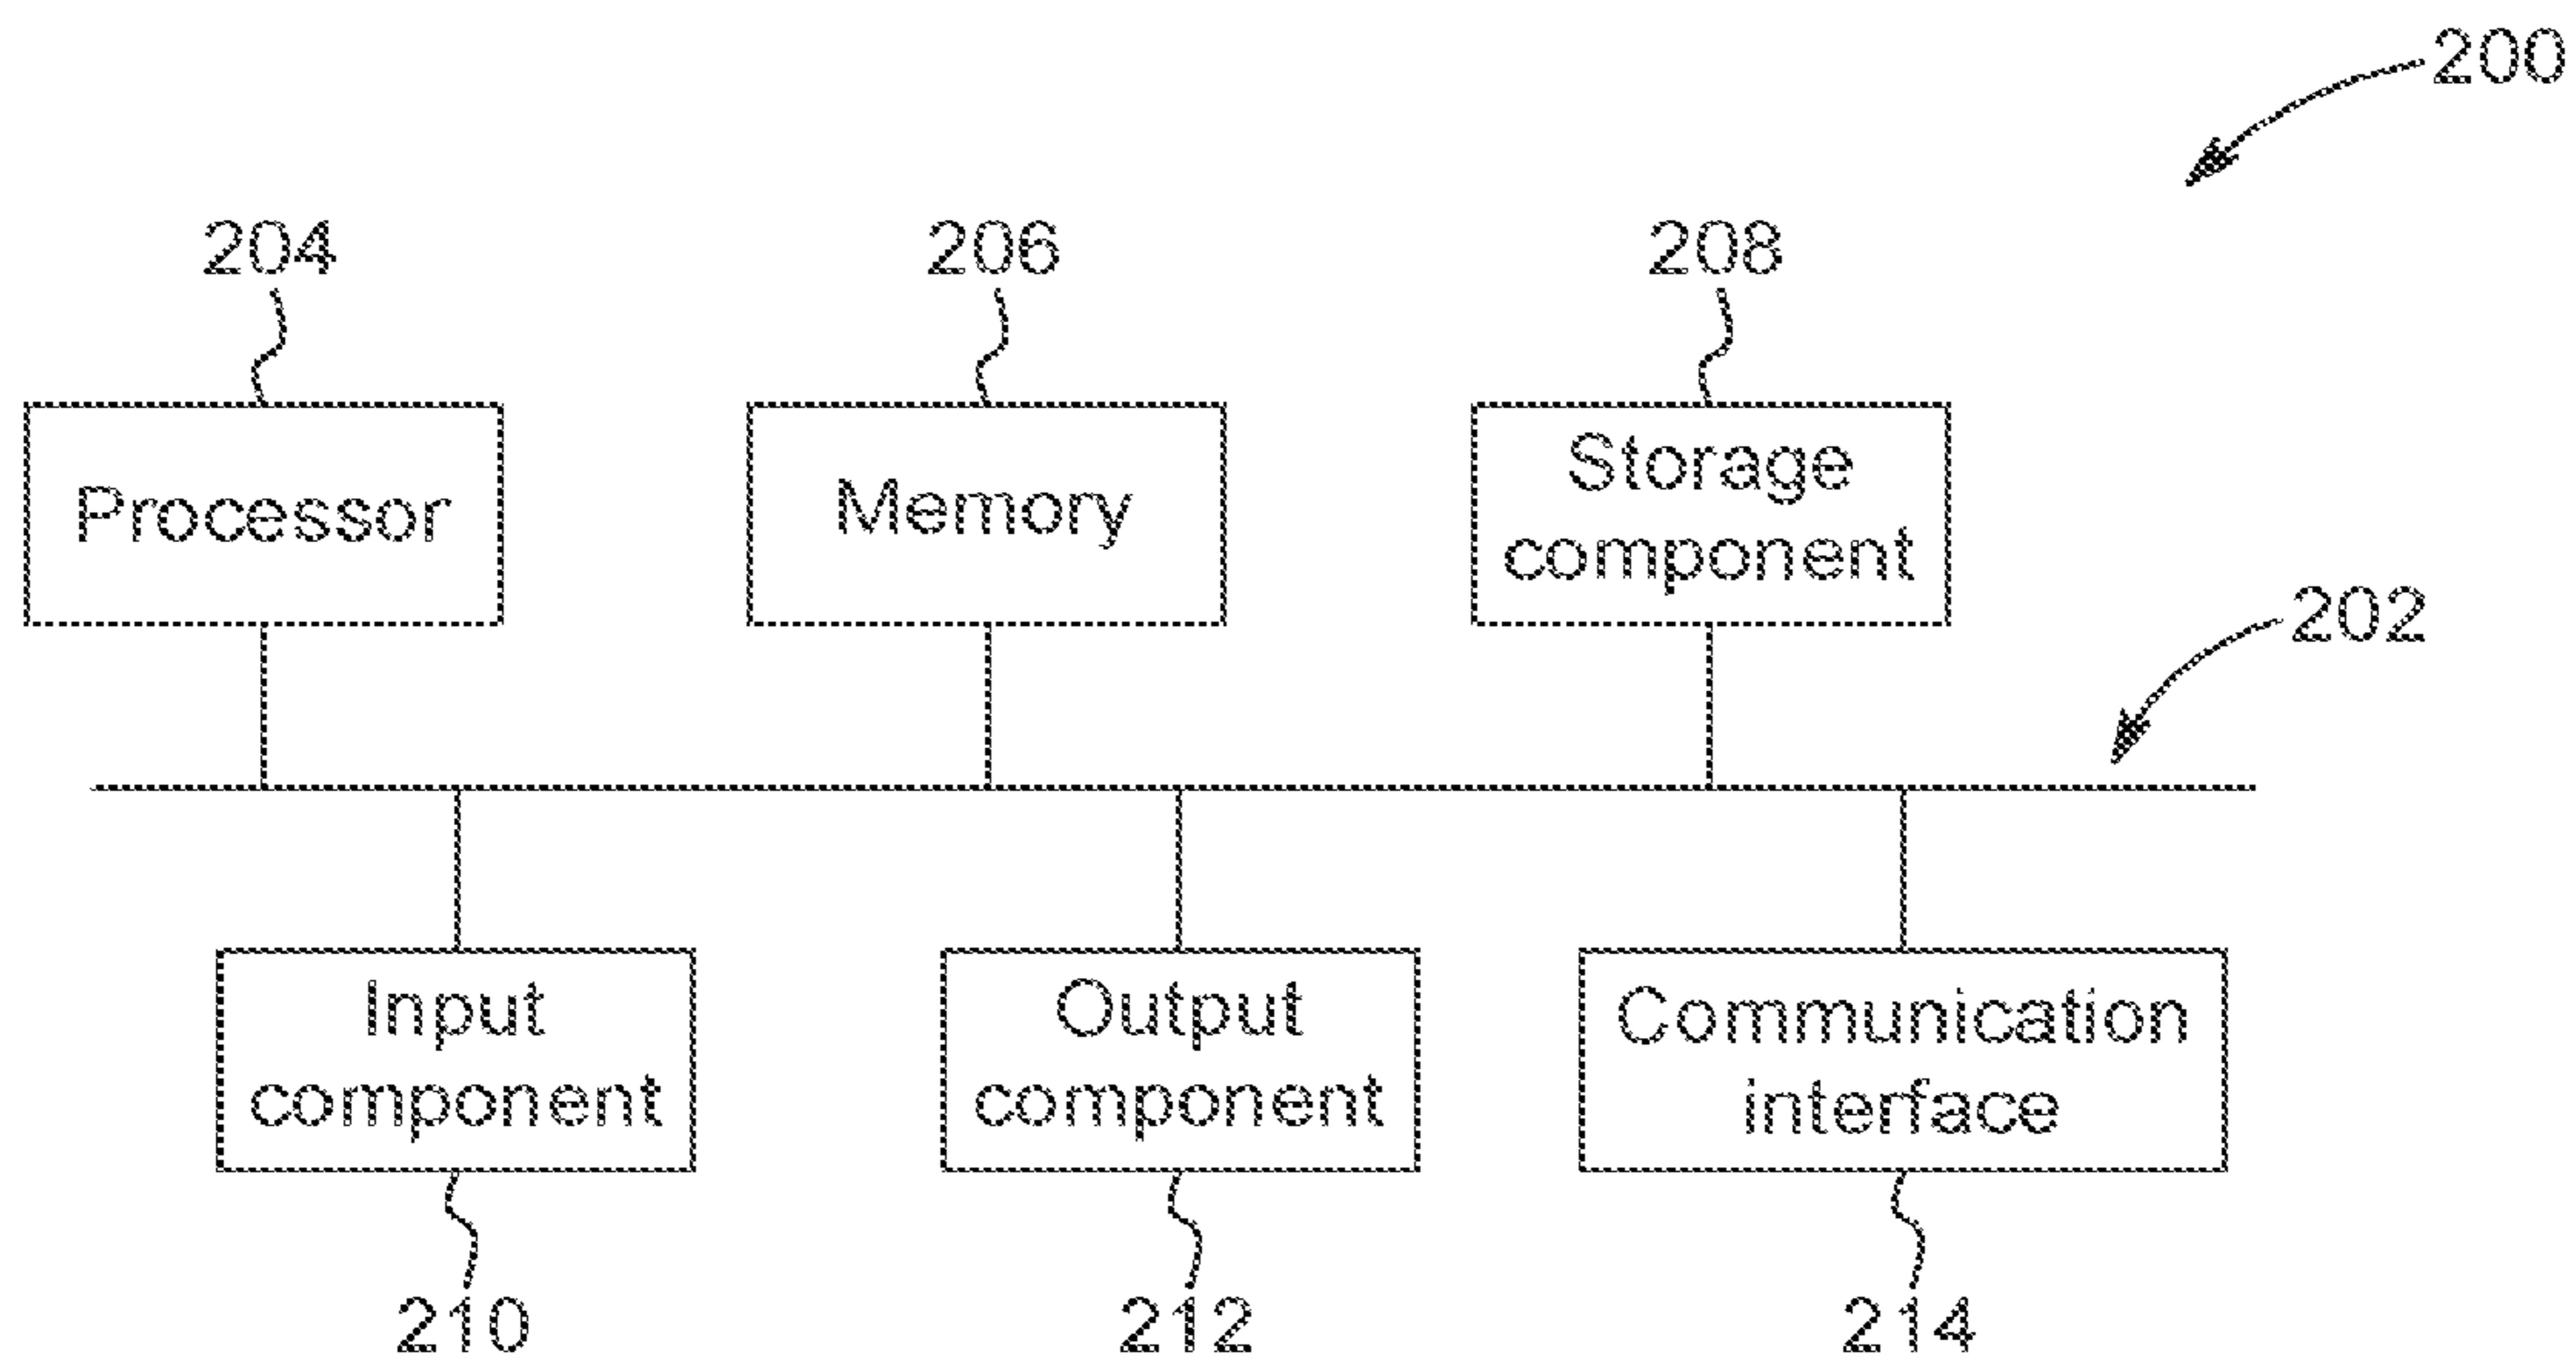 200
204
206
208
Processor
Memory
Storage
component
202
Input
component
Output
component
Communication
interface
210
212
214